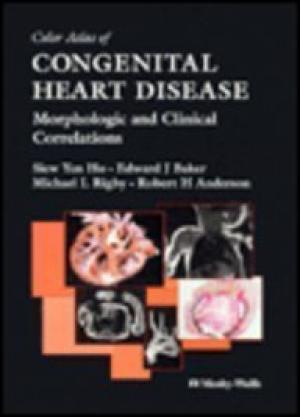 Color Atlas of
CONGENITAL
HEART DISEASE
Morphologic and Clinical
Correlations
Siew Yen Ho - Edward J Baker
Michael L Rigby - Robert H Anderson
Mosby-Wolfe